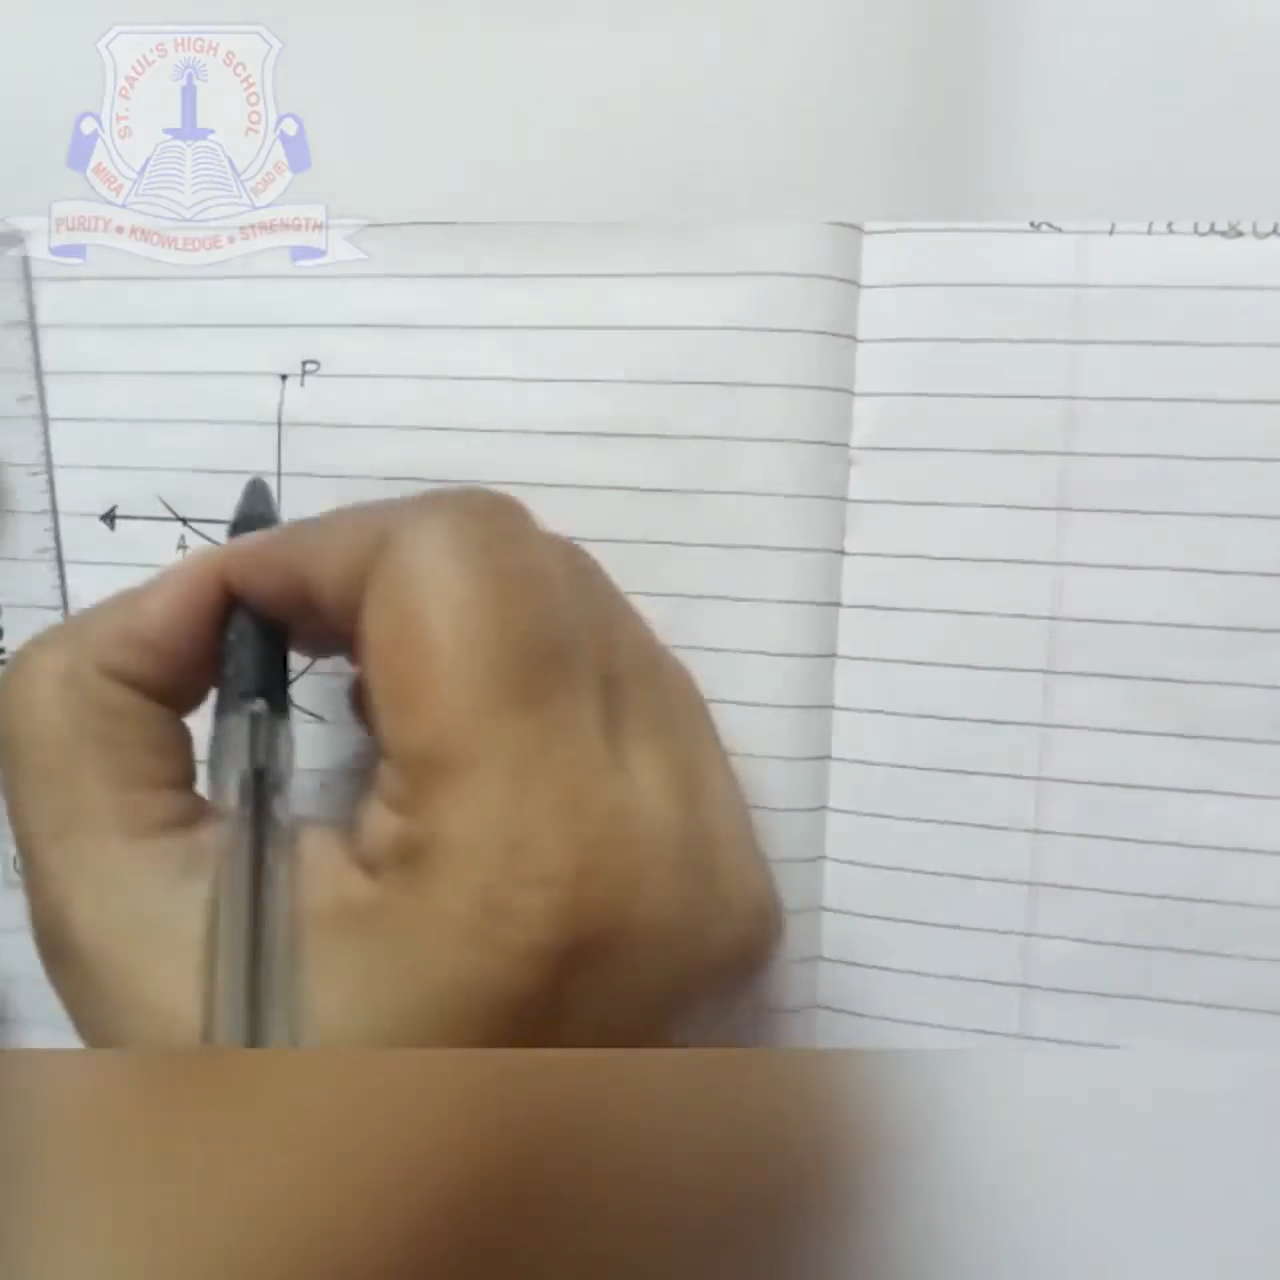 ST. PAUL'S HIGH SCHOOL
MIRA ROAD (E)
PURITY • KNOWLEDGE • STRENGTH
P
A